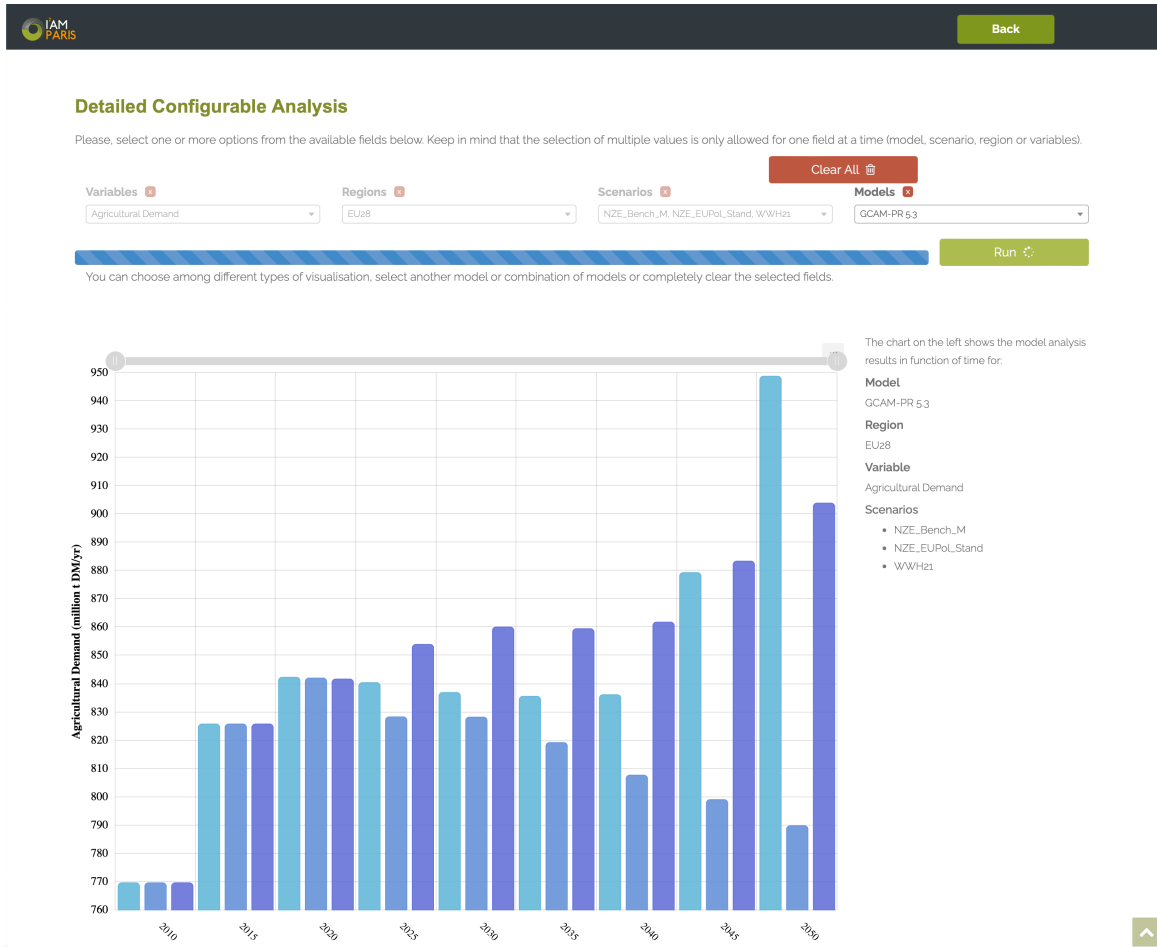 I'AM
PARIS
Back
Detailed Configurable Analysis
Please, select one or more options from the available fields below. Keep in mind that the selection of multiple values is only allowed for one field at a time (model, scenario, region or variables).
Clear All
Variables x Regions x Scenarios x Models x
Agricultural Demand EU28 NZE_Bench_M, NZE_EUPol_Stand, WWH21 GCAM-PR 5.3
Run
You can choose among different types of visualisation, select another model or combination of models or completely clear the selected fields.
The chart on the left shows the model analysis
results in function of time for:
Model
GCAM-PR 5.3
Region
EU28
Variable
Agricultural Demand
Scenarios
NZE_Bench_M
NZE_EUPol_Stand
WWH21
Agricultural Demand (million t DM/yr)
950
940
930
920
910
900
890
880
870
860
850
840
830
820
810
800
790
780
770
760
2010 2015 2020 2025 2030 2035 2040 2045 2050